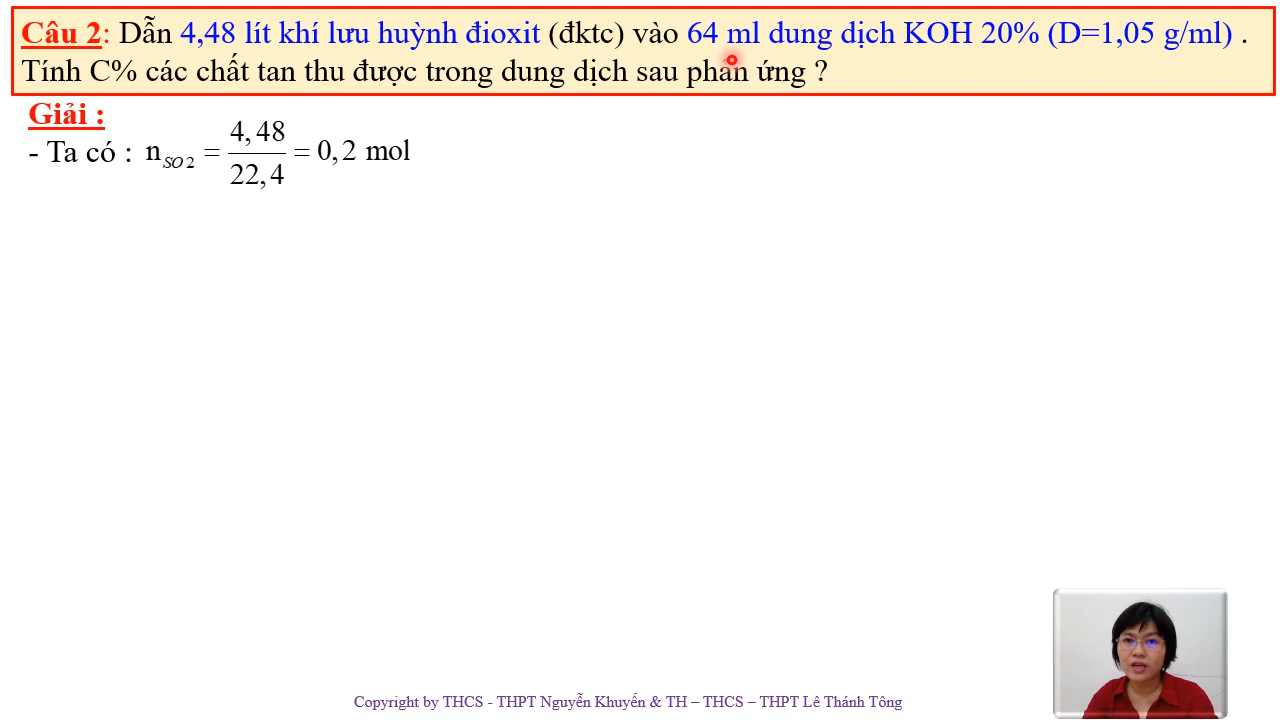 Câu 2: Dẫn 4,48 lít khí lưu huỳnh đioxit (đktc) vào 64 ml dung dịch KOH 20% (D=1,05 g/ml) .
Tính C% các chất tan thu được trong dung dịch sau phản ứng ?
Giải :
- Ta có : n SO2 = 4,48 / 22,4 = 0,2 mol
Copyright by THCS - THPT Nguyễn Khuyến & TH – THCS – THPT Lê Thánh Tông